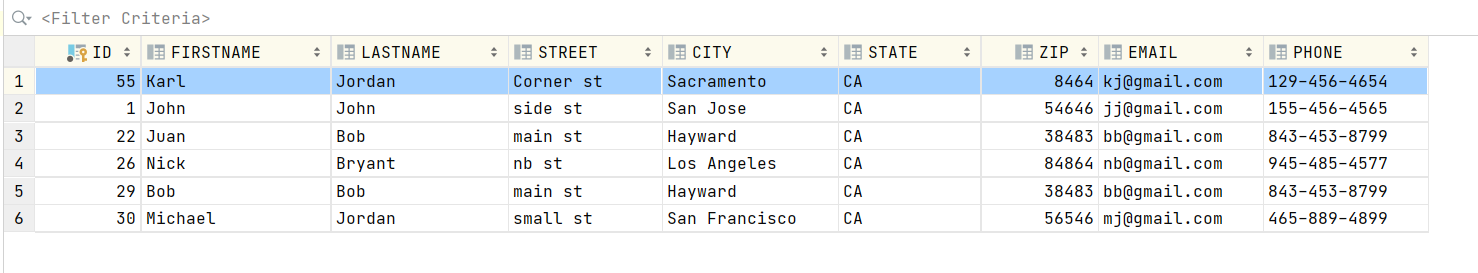 <Filter Criteria>
ID FIRSTNAME LASTNAME STREET CITY STATE ZIP EMAIL PHONE
1 55 Karl Jordan Corner st Sacramento CA 8464 kj@gmail.com 129-456-4654
2 1 John John side st San Jose CA 54646 jj@gmail.com 155-456-4565
3 22 Juan Bob main st Hayward CA 38483 bb@gmail.com 843-453-8799
4 26 Nick Bryant nb st Los Angeles CA 84864 nb@gmail.com 945-485-4577
5 29 Bob Bob main st Hayward CA 38483 bb@gmail.com 843-453-8799
6 30 Michael Jordan small st San Francisco CA 56546 mj@gmail.com 465-889-4899